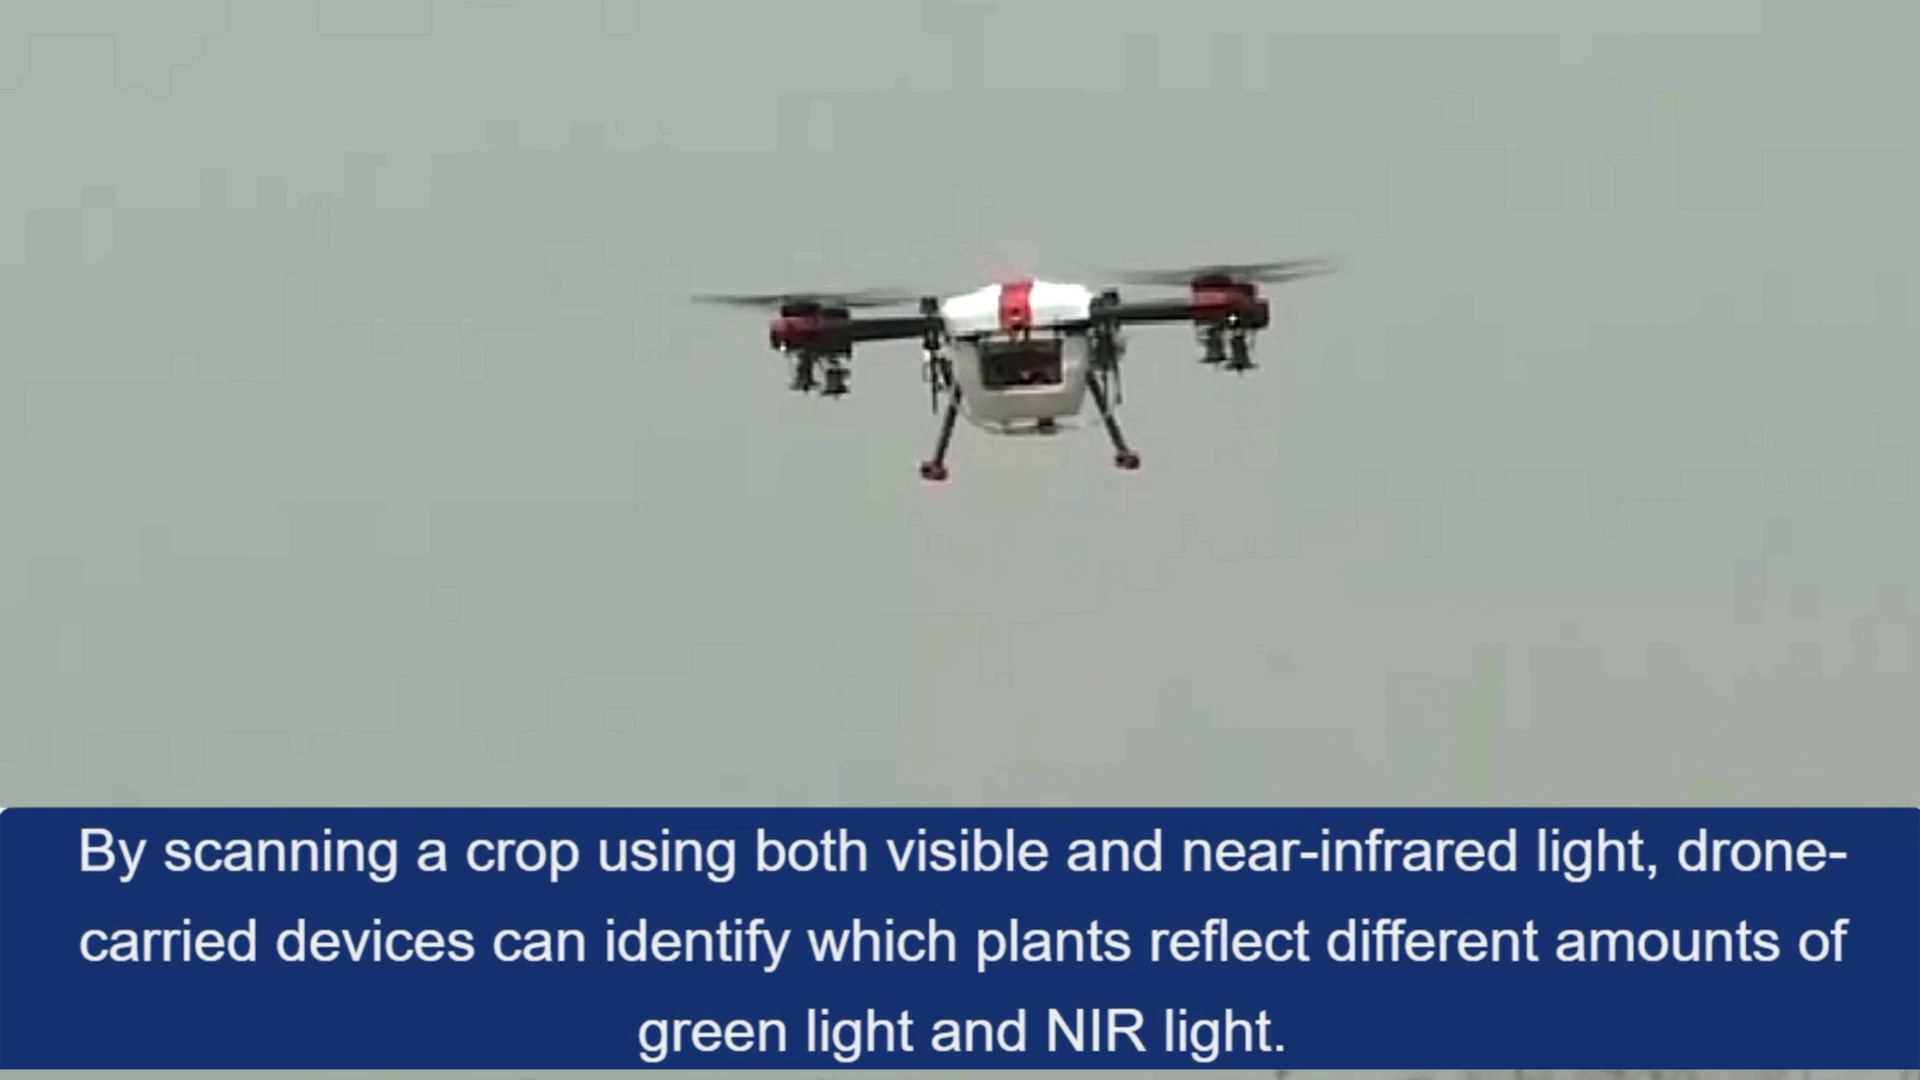 By scanning a crop using both visible and near-infrared light, drone-
carried devices can identify which plants reflect different amounts of
green light and NIR light.